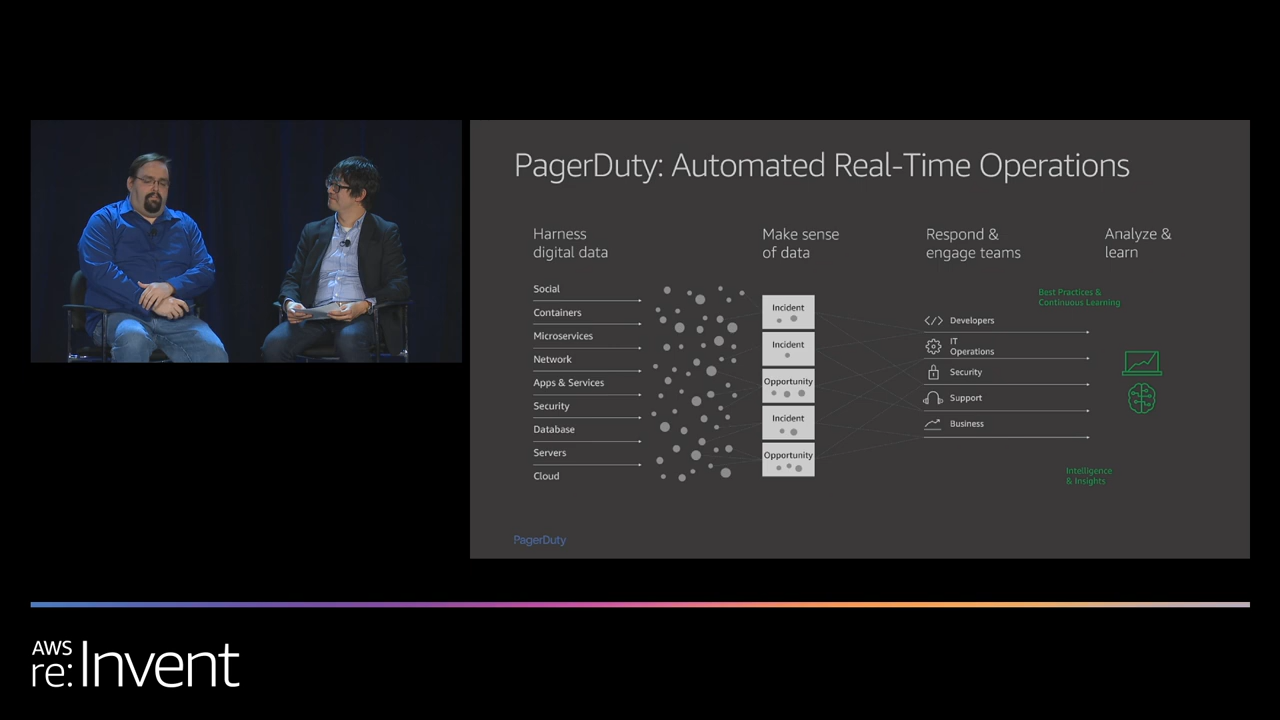 PagerDuty: Automated Real-Time Operations
Harness
digital data
Make sense
of data
Respond &
engage teams
Analyze &
learn
Social
Containers
Microservices
Network
Apps & Services
Security
Database
Servers
Cloud
Incident
Incident
Opportunity
Incident
Opportunity
Best Practices &
Continuous Learning
Developers
IT
Operations
Security
Support
Business
Intelligence
& Insights
PagerDuty
AWS
re:Invent